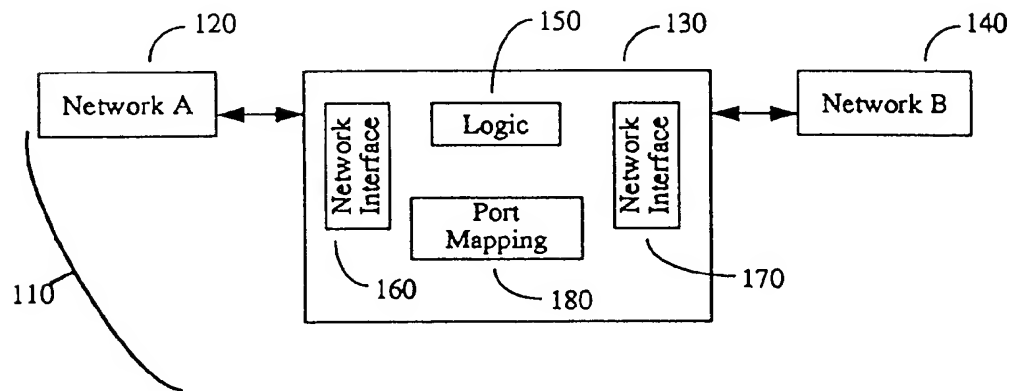 120
150
130
140
Network A
Logic
Network
Interface
Network
Interface
Network B
Port
Mapping
110
160
180
170